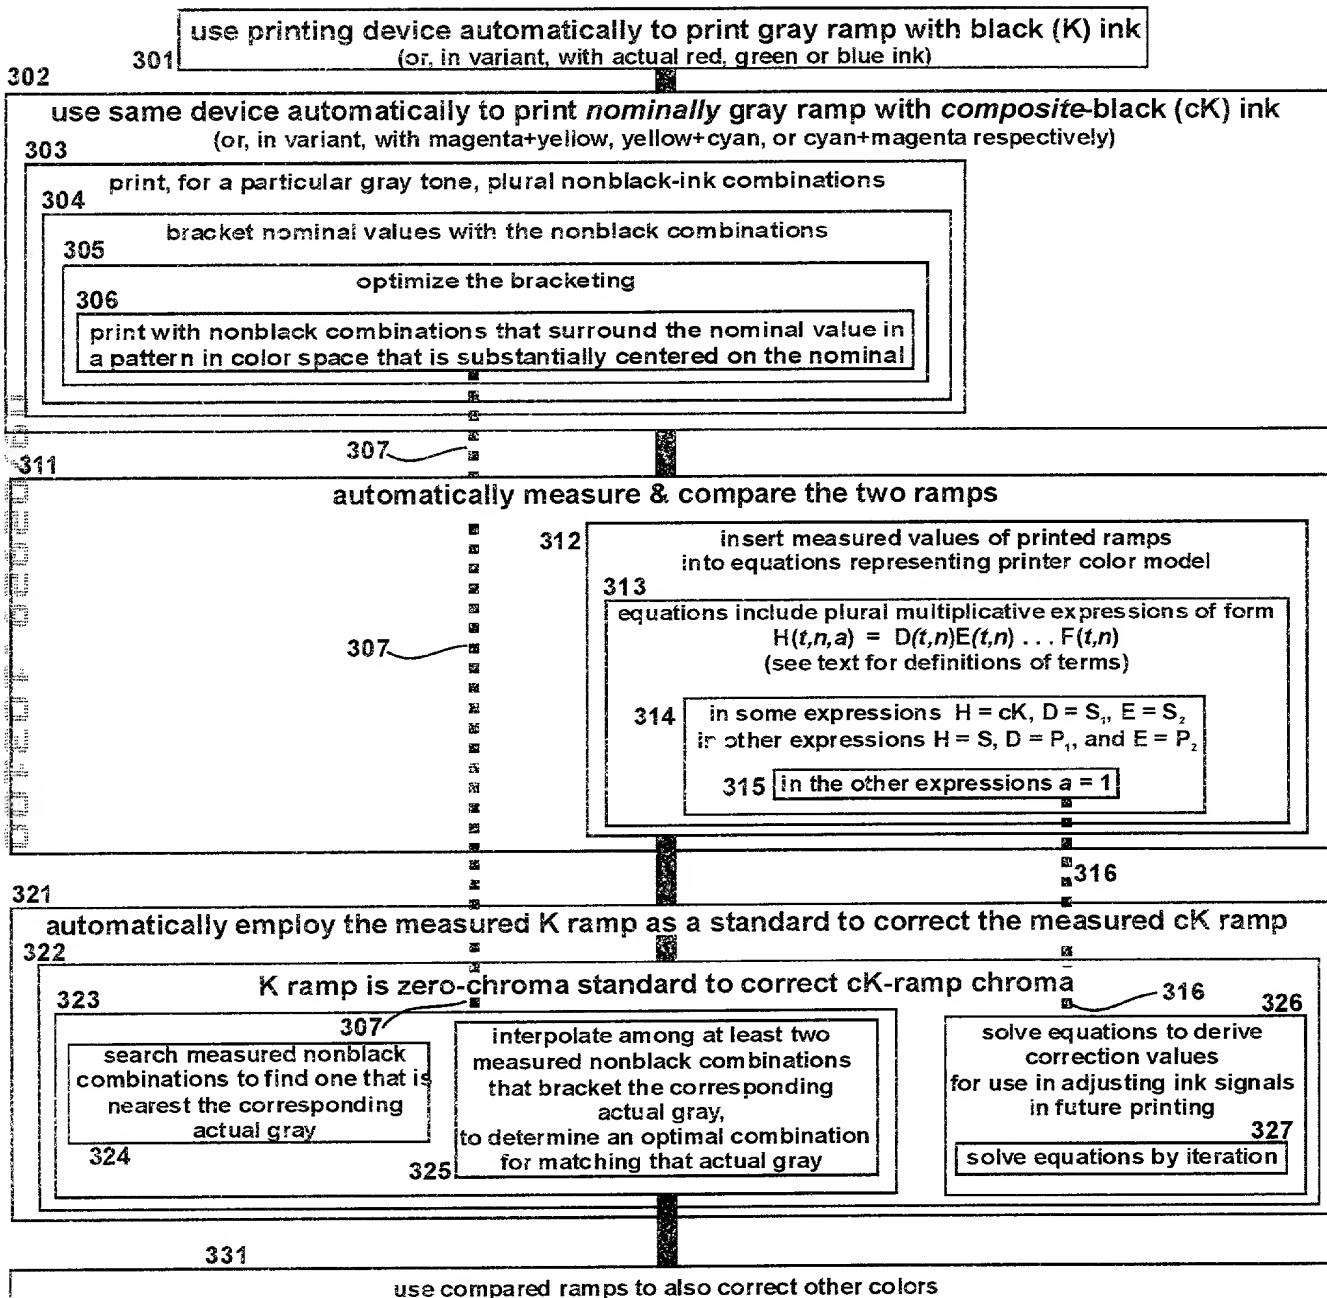 use printing device automatically to print gray ramp with black (K) ink
301
(or, in variant, with actual red, green or blue ink)
302
use same device automatically to print nominally gray ramp with composite-black (cK) ink
(or, in variant, with magenta+yellow, yellow+cyan, or cyan+magenta respectively)
303
print, for a particular gray tone, plural nonblack-ink combinations
304
bracket nominal values with the nonblack combinations
305
optimize the bracketing
306
print with nonblack combinations that surround the nominal value in
a pattern in color space that is substantially centered on the nominal
307
311
automatically measure & compare the two ramps
312
insert measured values of printed ramps
into equations representing printer color model
313
equations include plural multiplicative expressions of form
H(t,n,a) = D(t,n)E(t,n) . . . F(t,n)
307
(see text for definitions of terms)
314
in some expressions H = cK, D = S₁, E = S₂
in other expressions H = S, D = P₁, and E = P₂
315
in the other expressions a = 1
316
321
automatically employ the measured K ramp as a standard to correct the measured cK ramp
322
K ramp is zero-chroma standard to correct cK-ramp chroma
323
307
316
326
search measured nonblack
combinations to find one that is
nearest the corresponding
actual gray
324
interpolate among at least two
measured nonblack combinations
that bracket the corresponding
actual gray,
to determine an optimal combination
for matching that actual gray
325
solve equations to derive
correction values
for use in adjusting ink signals
in future printing
327
solve equations by iteration
331
use compared ramps to also correct other colors